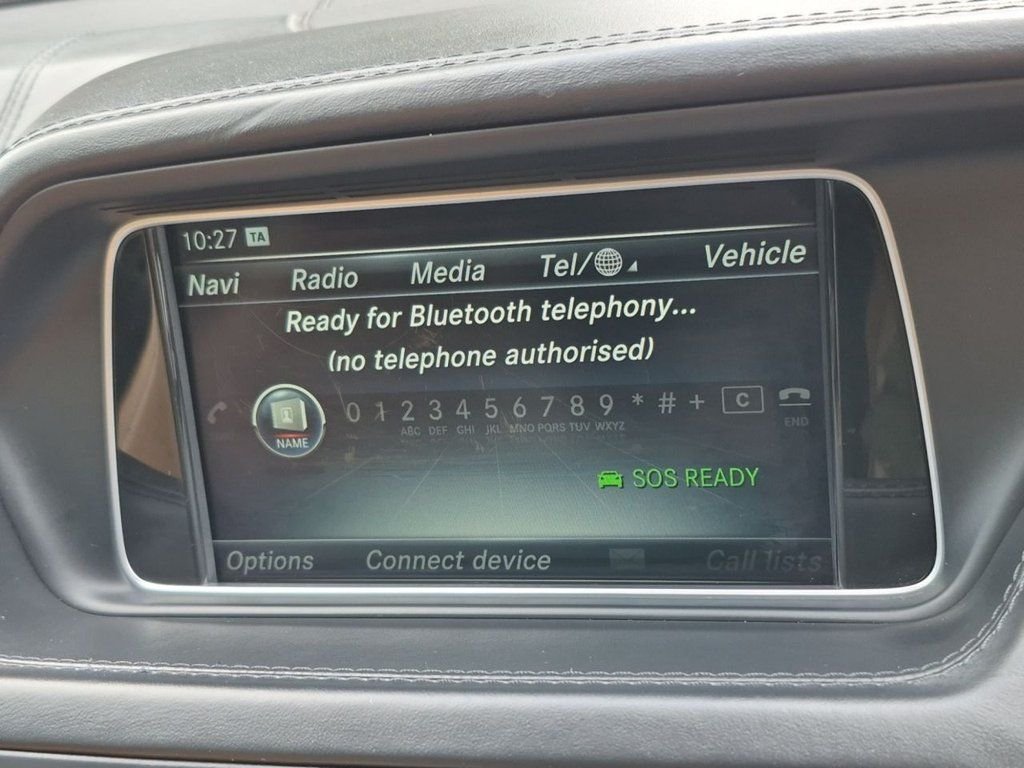 10:27 TA
Navi Radio Media Tel/ Vehicle
Ready for Bluetooth telephony...
(no telephone authorised)
NAME 0 1 2 3 4 5 6 7 8 9 * # + C
ABC DEF GHI JKL MNO PQRS TUV WXYZ END
SOS READY
Options Connect device Call lists